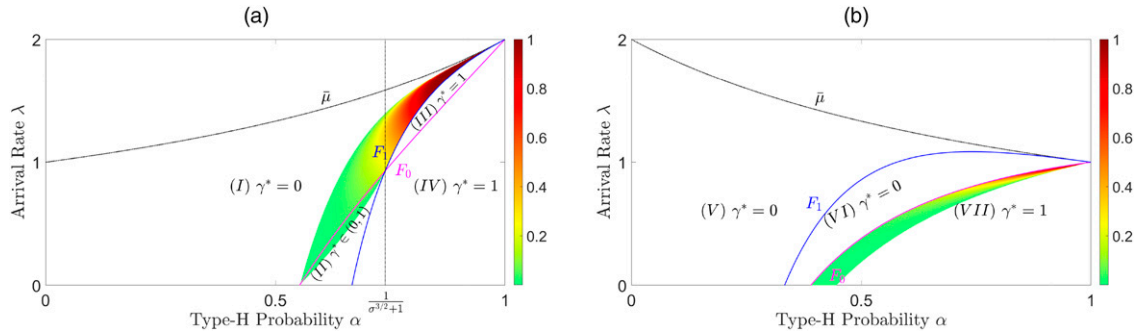 (a)
2
1
0
Arrival Rate λ
μ̄
(I) γ* = 0
(II) γ* ∈ (0, 1)
F₁
F₀
(III) γ* = 1
(IV) γ* = 1
0
0.5
1/(σ^{3/2}+1)
1
Type-H Probability α
1
0.8
0.6
0.4
0.2
(b)
2
1
0
Arrival Rate λ
μ̄
F₁
(V) γ* = 0
(VI) γ* = 0
(VII) γ* = 1
F₀
0
0.5
1
Type-H Probability α
1
0.8
0.6
0.4
0.2